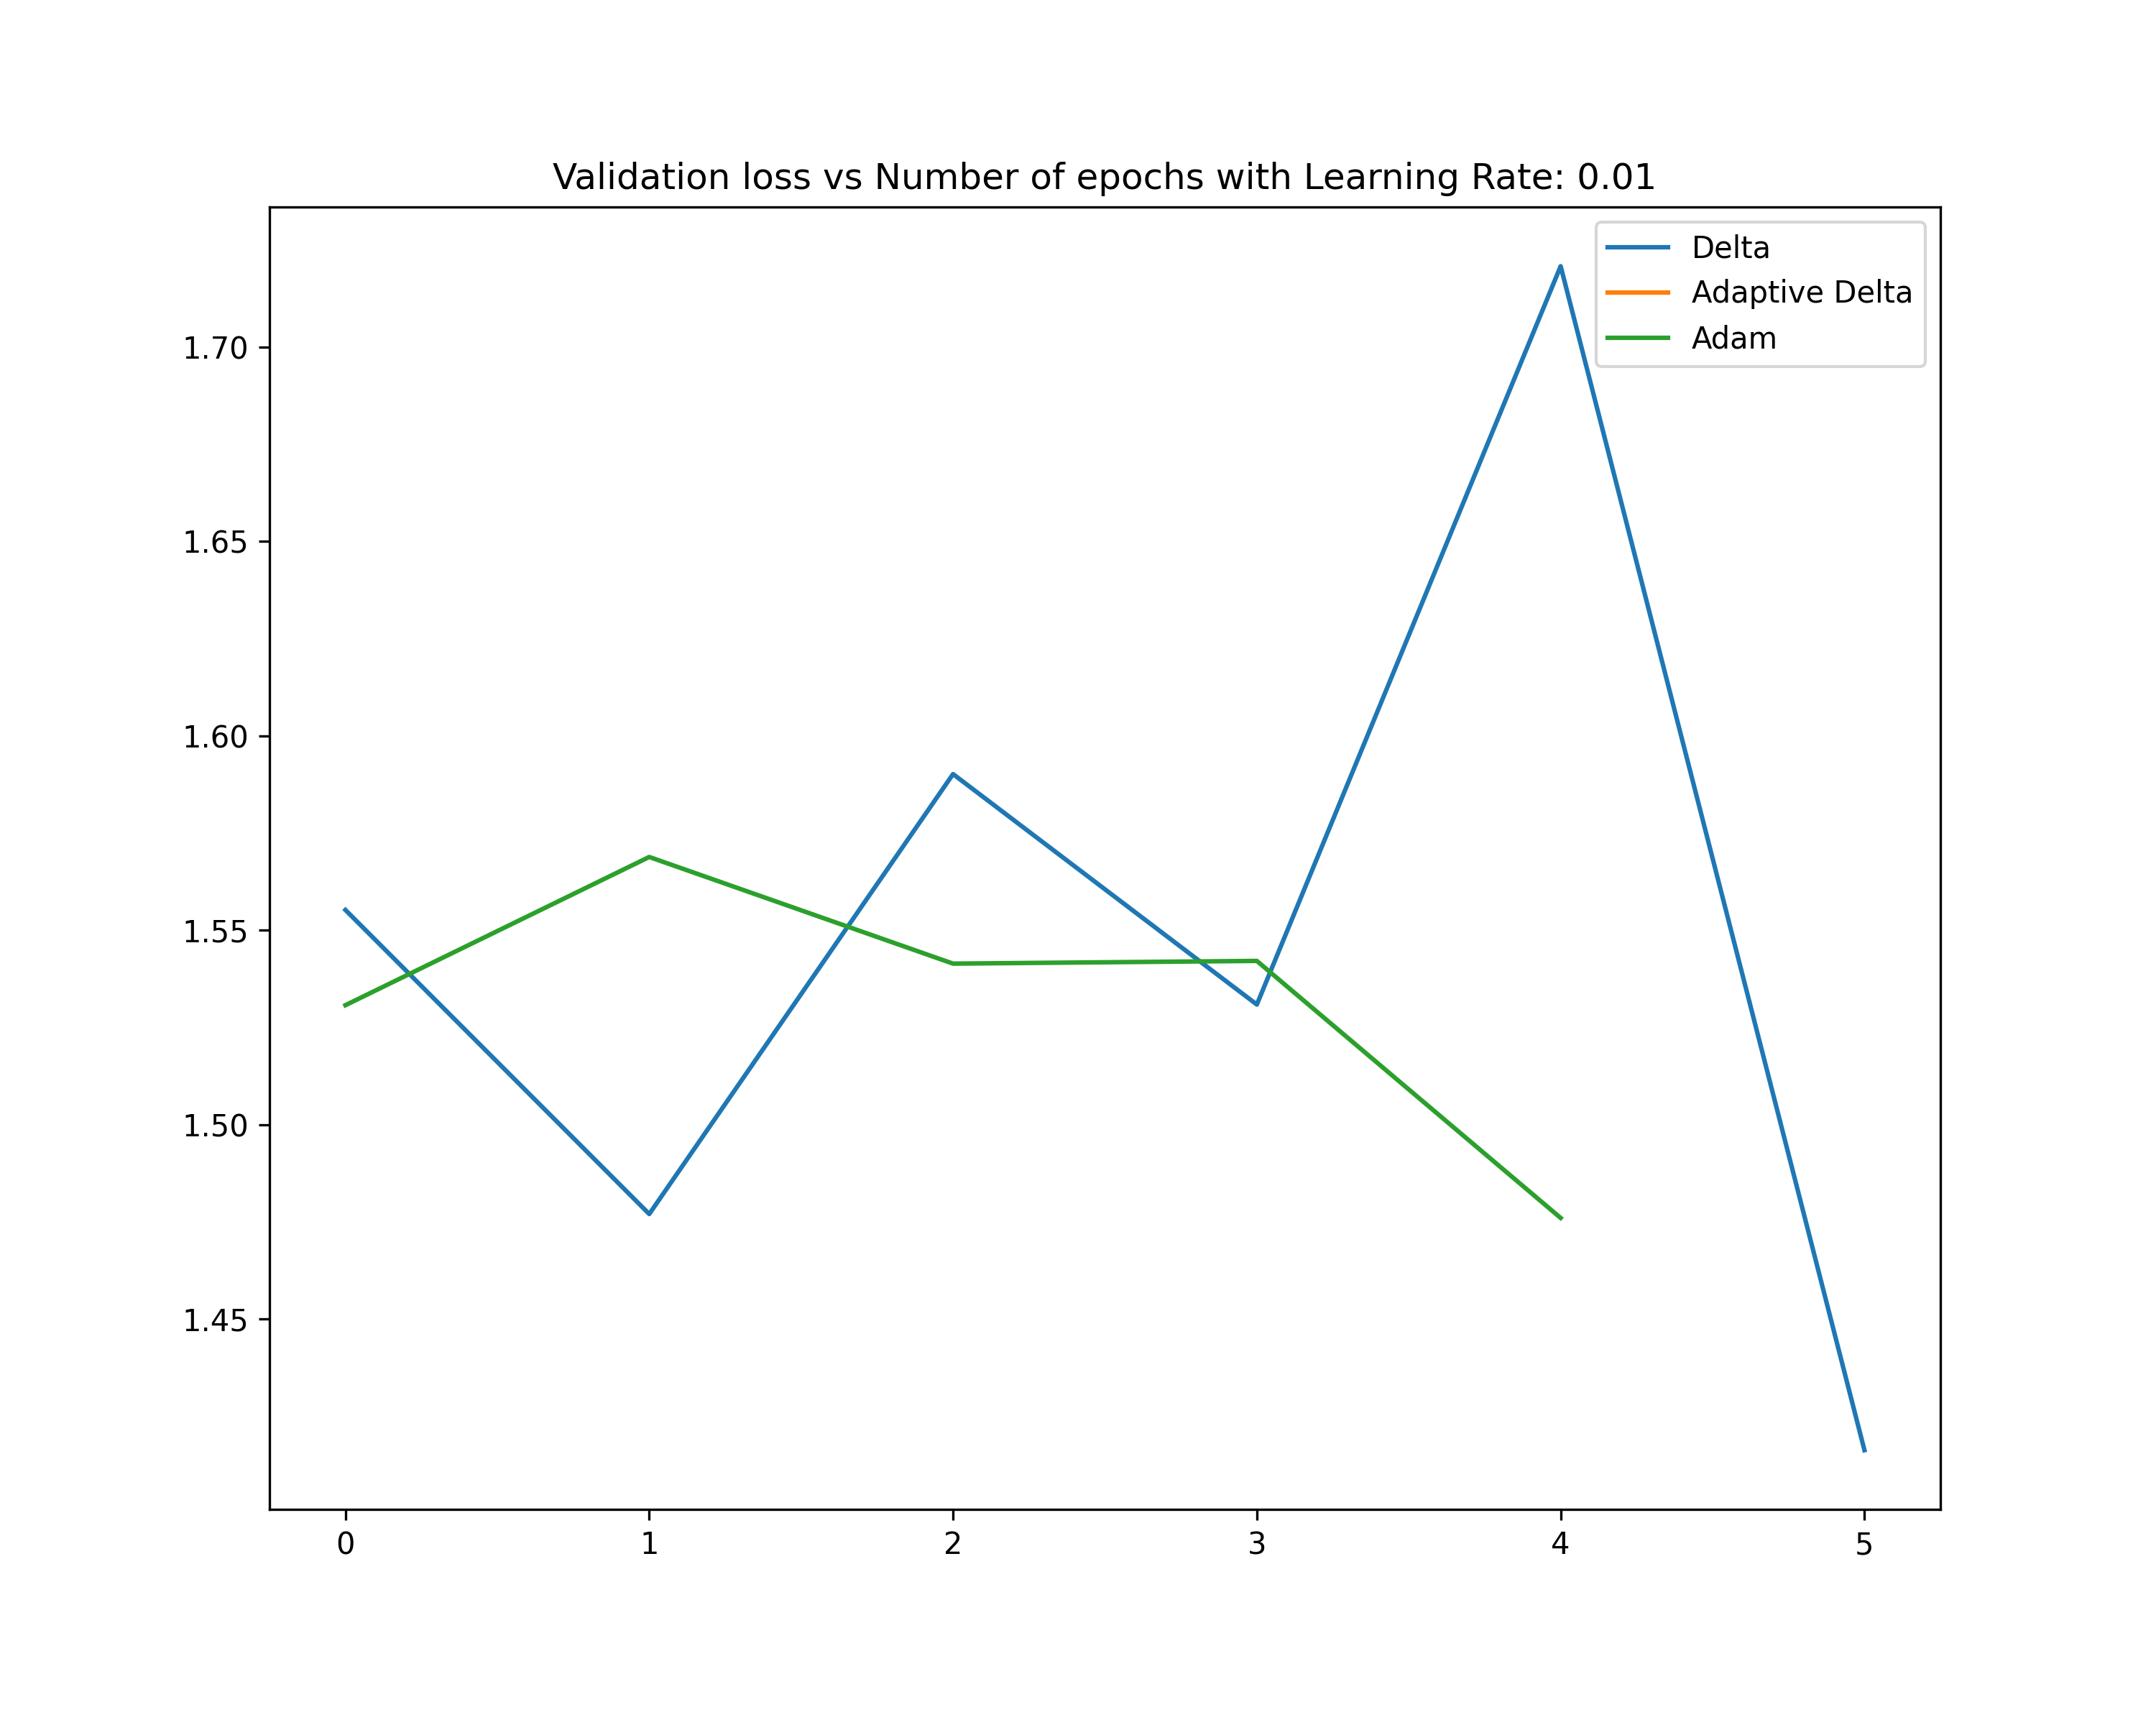 Validation loss vs Number of epochs with Learning Rate: 0.01
Delta
Adaptive Delta
Adam
1.70
1.65
1.60
1.55
1.50
1.45
0 1 2 3 4 5